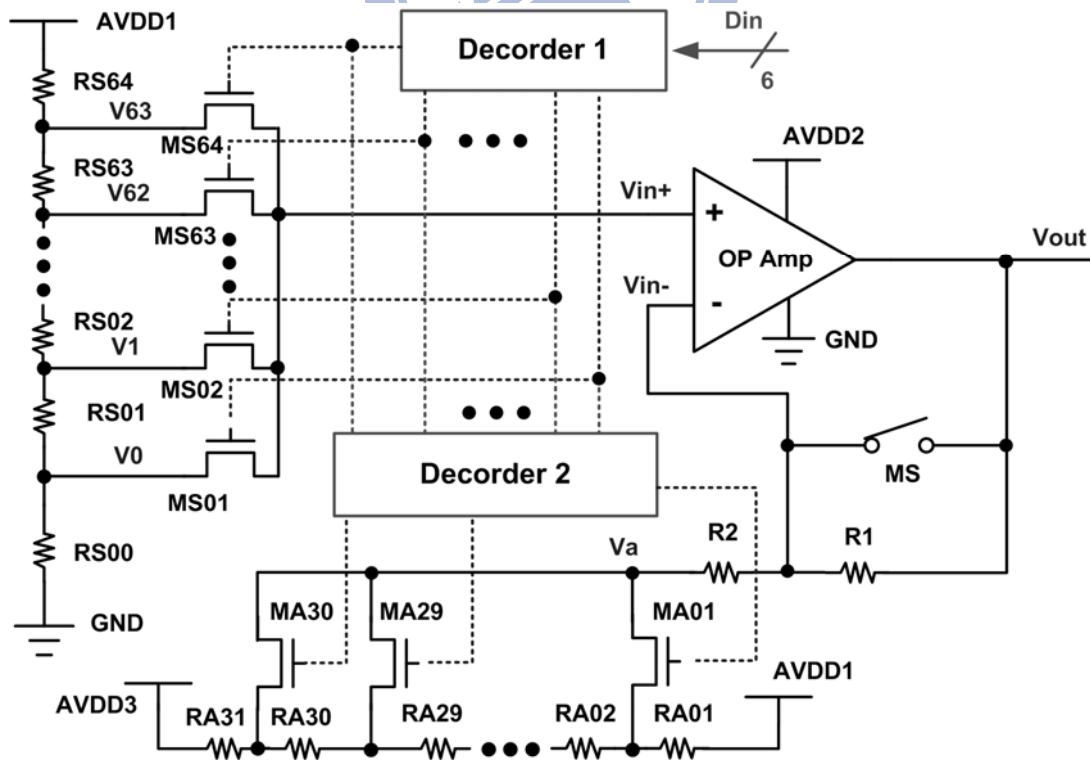 AVDD1
Decorder 1
Din
6
RS64
V63
MS64
RS63
V62
MS63
AVDD2
Vin+
+
OP Amp
Vout
Vin-
-
GND
RS02
V1
MS02
RS01
V0
MS01
Decorder 2
MS
RS00
Va
R2
R1
GND
MA30
MA29
MA01
AVDD3
AVDD1
RA31
RA30
RA29
RA02
RA01